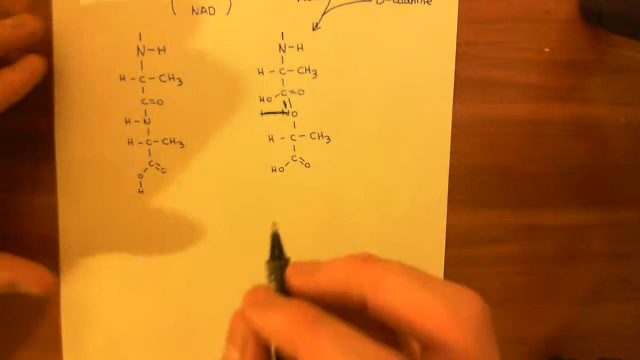 ( NAD )
D-alanine
N-H
H-C-CH3
C=O
H-N
H-C-CH3
C=O
O
H
N-H
H-C-CH3
HO C=O
O
H-C-CH3
C
HO O